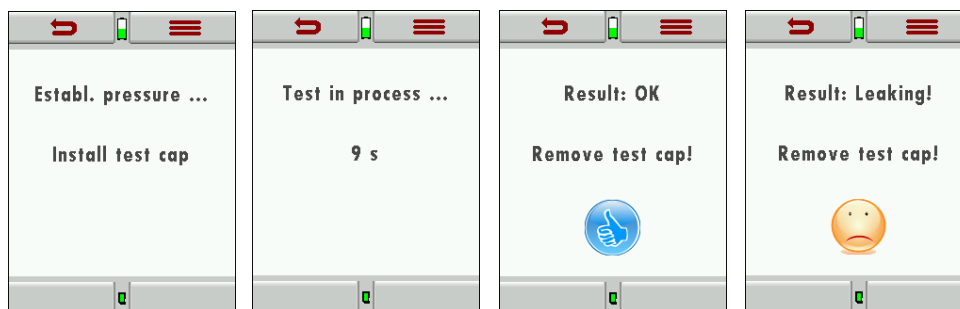 Establ. pressure ...
Install test cap
Test in process ...
9 s
Result: OK
Remove test cap!
Result: Leaking!
Remove test cap!